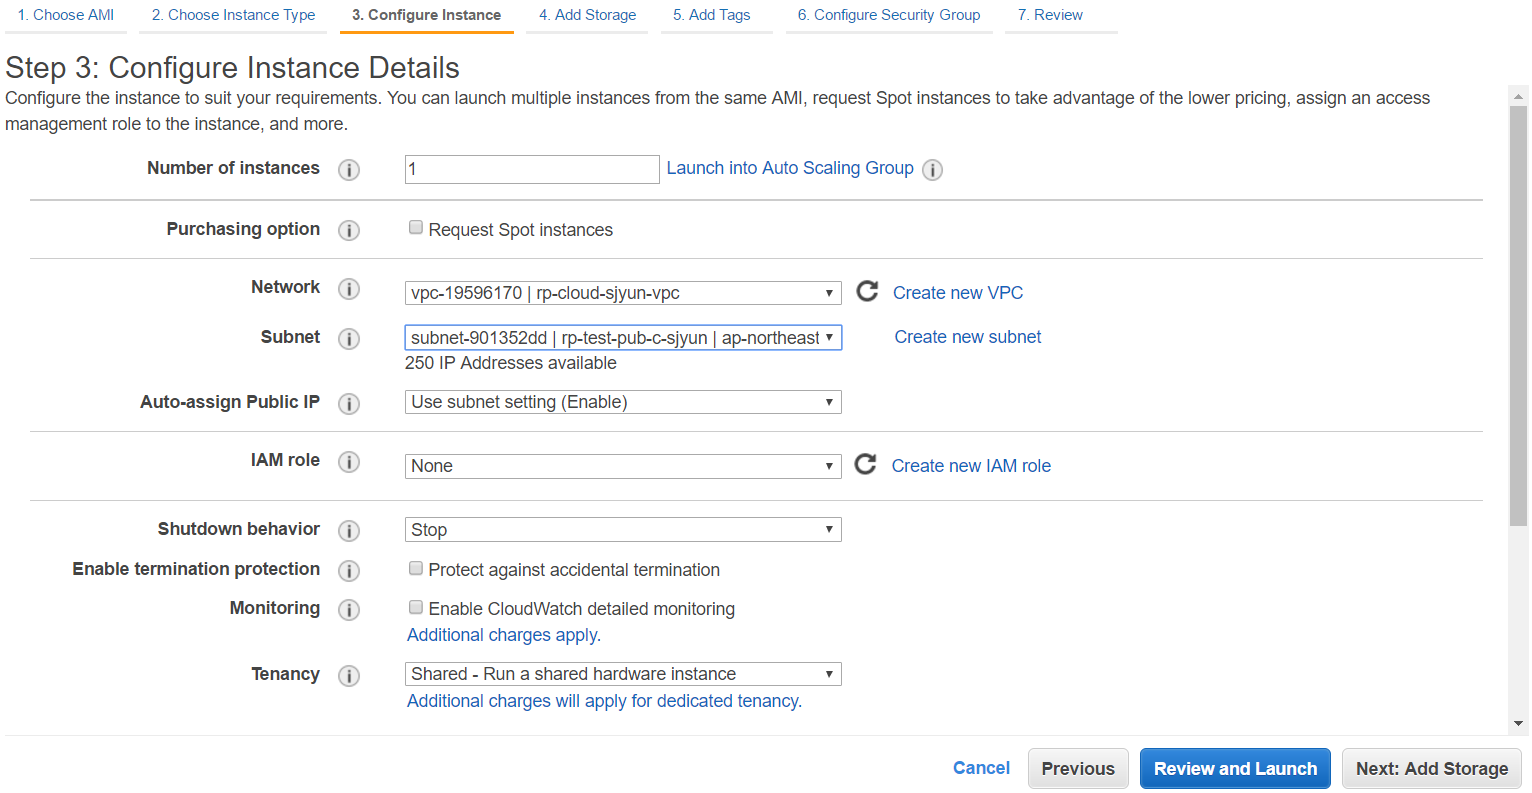 1. Choose AMI 2. Choose Instance Type 3. Configure Instance 4. Add Storage 5. Add Tags 6. Configure Security Group 7. Review
Step 3: Configure Instance Details
Configure the instance to suit your requirements. You can launch multiple instances from the same AMI, request Spot instances to take advantage of the lower pricing, assign an access
management role to the instance, and more.
Number of instances i 1 Launch into Auto Scaling Group i
Purchasing option i Request Spot instances
Network i vpc-19596170 | rp-cloud-sjyun-vpc Create new VPC
Subnet i subnet-901352dd | rp-test-pub-c-sjyun | ap-northeast Create new subnet
250 IP Addresses available
Auto-assign Public IP i Use subnet setting (Enable)
IAM role i None Create new IAM role
Shutdown behavior i Stop
Enable termination protection i Protect against accidental termination
Monitoring i Enable CloudWatch detailed monitoring
Additional charges apply.
Tenancy i Shared - Run a shared hardware instance
Additional charges will apply for dedicated tenancy.
Cancel Previous Review and Launch Next: Add Storage